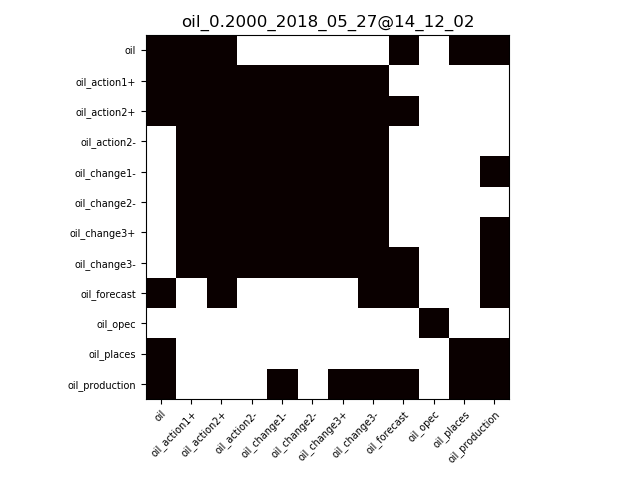 oil_0.2000_2018_05_27@14_12_02
oil
oil_action1+
oil_action2+
oil_action2-
oil_change1-
oil_change2-
oil_change3+
oil_change3-
oil_forecast
oil_opec
oil_places
oil_production
oil
oil_action1+
oil_action2+
oil_action2-
oil_change1-
oil_change2-
oil_change3+
oil_change3-
oil_forecast
oil_opec
oil_places
oil_production